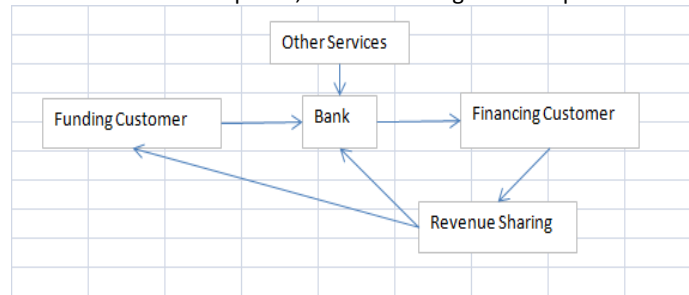 Other Services
Funding Customer
Bank
Financing Customer
Revenue Sharing